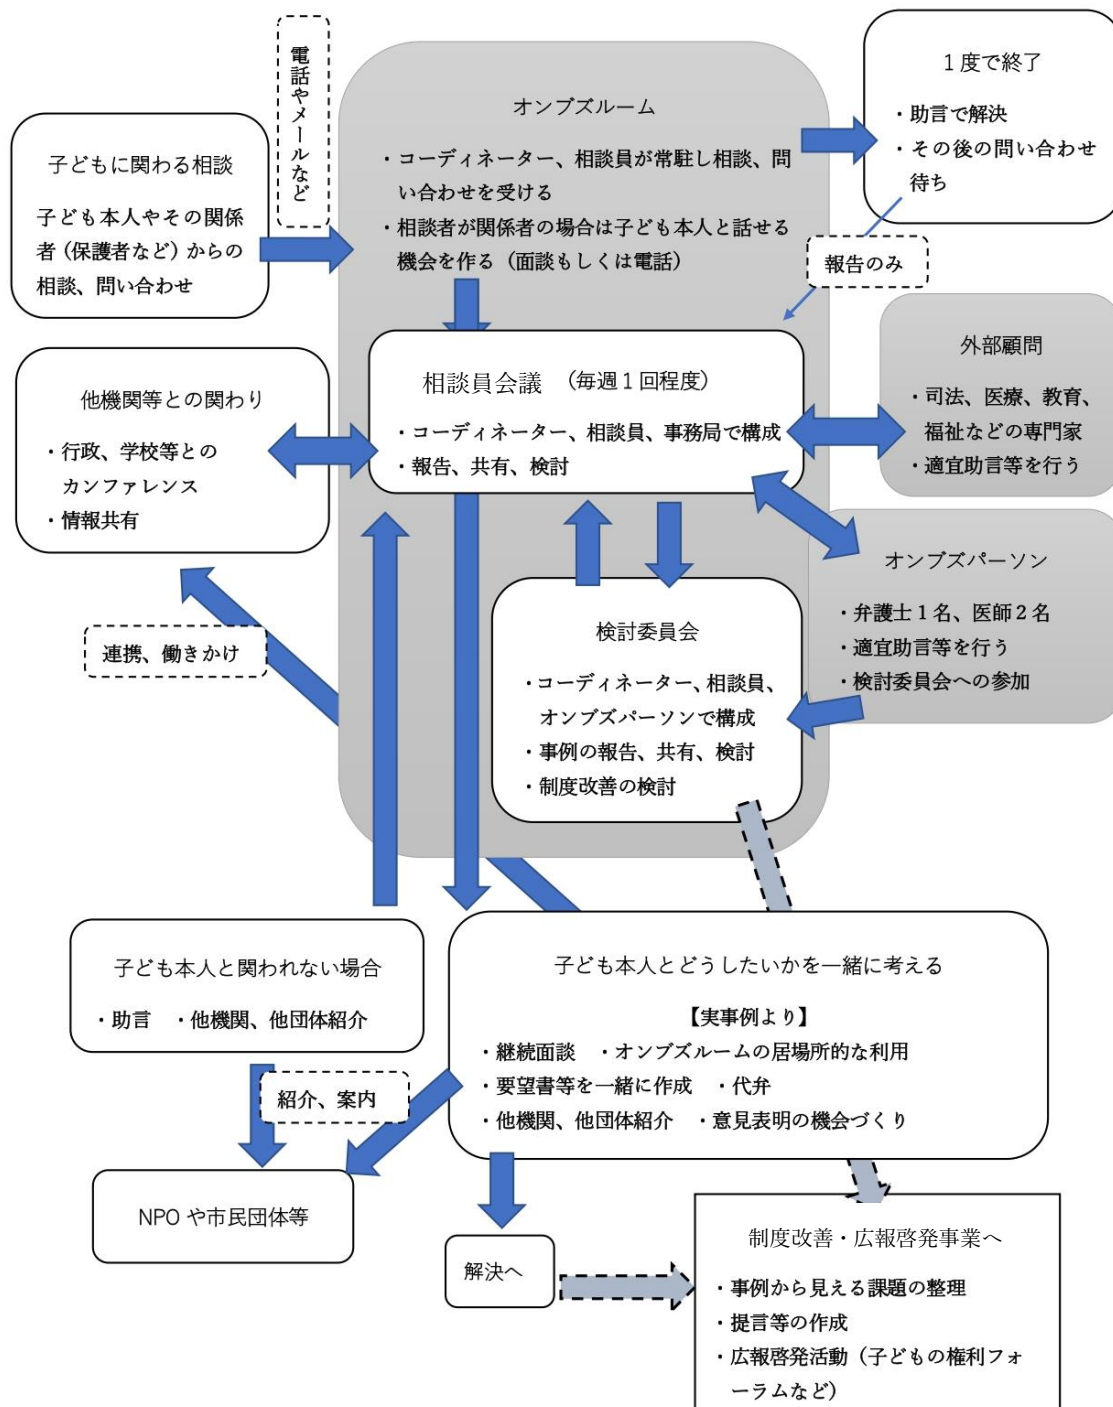 電話やメールなど
オンブズルーム
・コーディネーター、相談員が常駐し相談、問
い合わせを受ける
・相談者が関係者の場合は子ども本人と話せる
機会を作る（面談もしくは電話）
1度で終了
・助言で解決
・その後の問い合わせ
待ち
子どもに関わる相談
子ども本人やその関係
者（保護者など）からの
相談、問い合わせ
報告のみ
相談員会議　（毎週1回程度）
・コーディネーター、相談員、事務局で構成
・報告、共有、検討
外部顧問
・司法、医療、教育、
福祉などの専門家
・適宜助言等を行う
他機関等との関わり
・行政、学校等との
カンファレンス
・情報共有
オンブズパーソン
・弁護士1名、医師2名
・適宜助言等を行う
・検討委員会への参加
連携、働きかけ
検討委員会
・コーディネーター、相談員、
オンブズパーソンで構成
・事例の報告、共有、検討
・制度改善の検討
子ども本人と関われない場合
・助言　・他機関、他団体紹介
子ども本人とどうしたいかを一緒に考える
【実事例より】
・継続面談　・オンブズルームの居場所的な利用
・要望書等を一緒に作成　・代弁
・他機関、他団体紹介　・意見表明の機会づくり
紹介、案内
NPOや市民団体等
解決へ
制度改善・広報啓発事業へ
・事例から見える課題の整理
・提言等の作成
・広報啓発活動（子どもの権利フォ
ーラムなど）